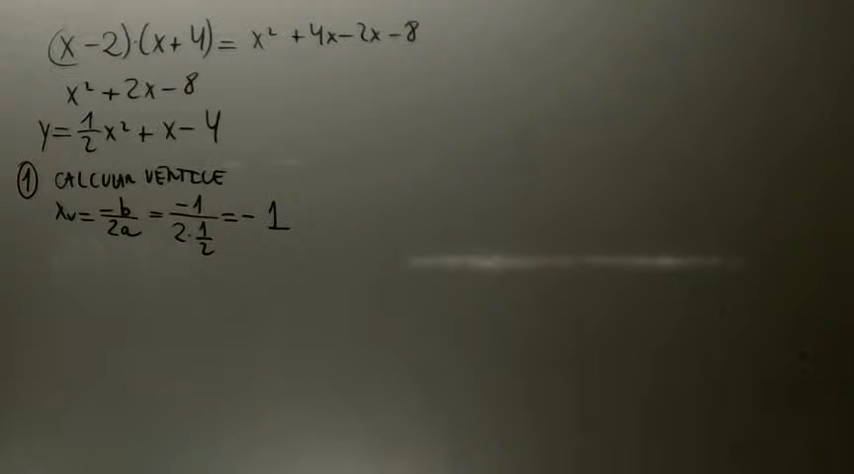 (x-2)·(x+4)= x² +4x-2x-8
x²+2x-8
y=1/2x²+x-4
① CALCULAR VERTICE
xv= -b/2a = -1/2·1/2 =-1